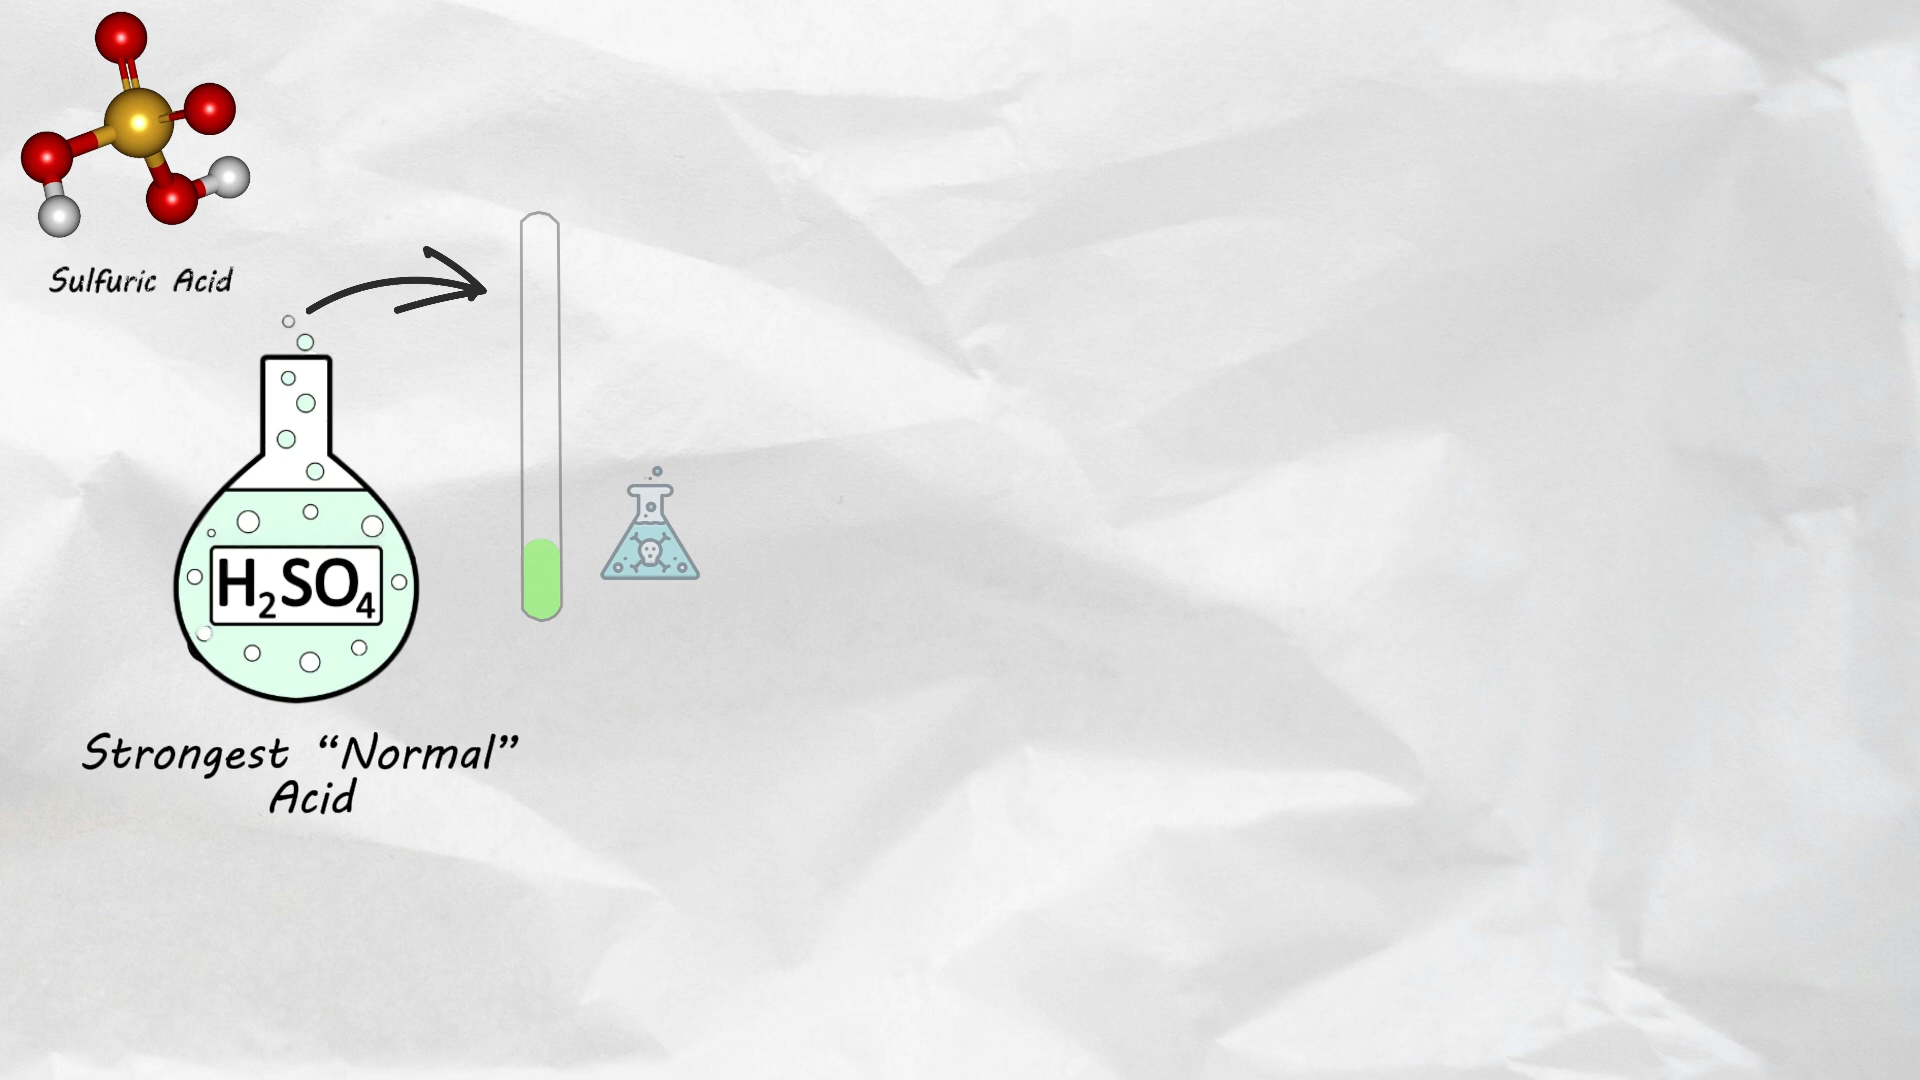 Sulfuric Acid
H₂SO₄
Strongest “Normal”
Acid